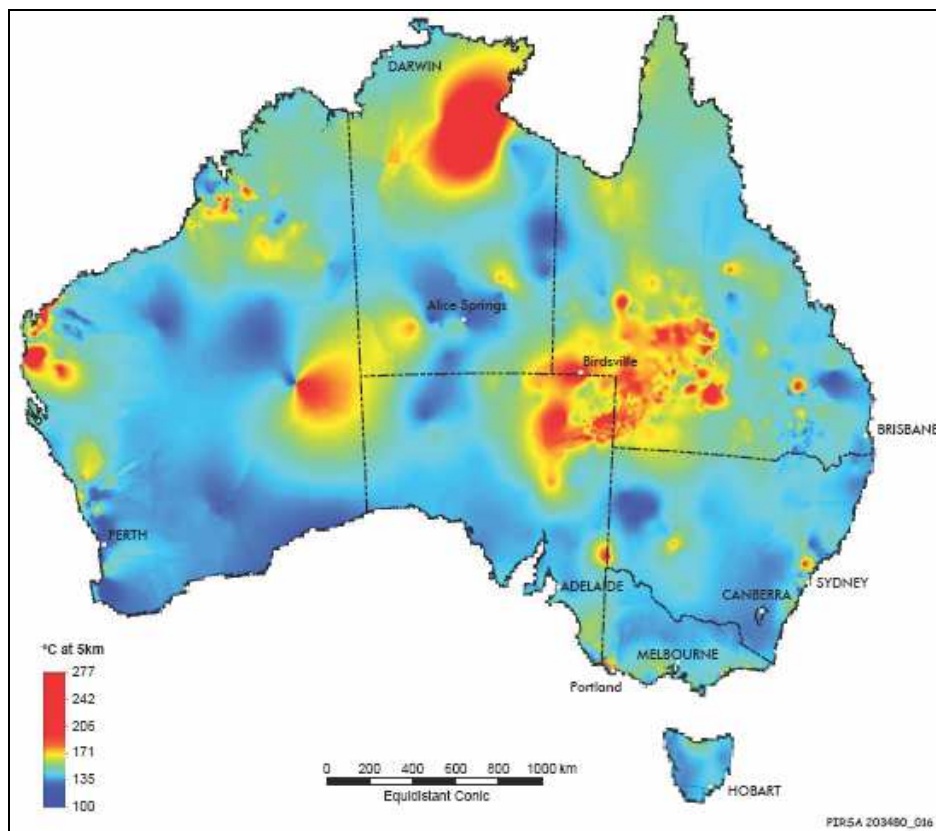 DARWIN
Alice Springs
Birdsville
BRISBANE
PERTH
ADELAIDE
SYDNEY
CANBERRA
MELBOURNE
Portland
HOBART
°C at 5km
277
242
206
171
135
100
0 200 400 600 800 1000 km
Equidistant Conic
PIRSA 203480_016